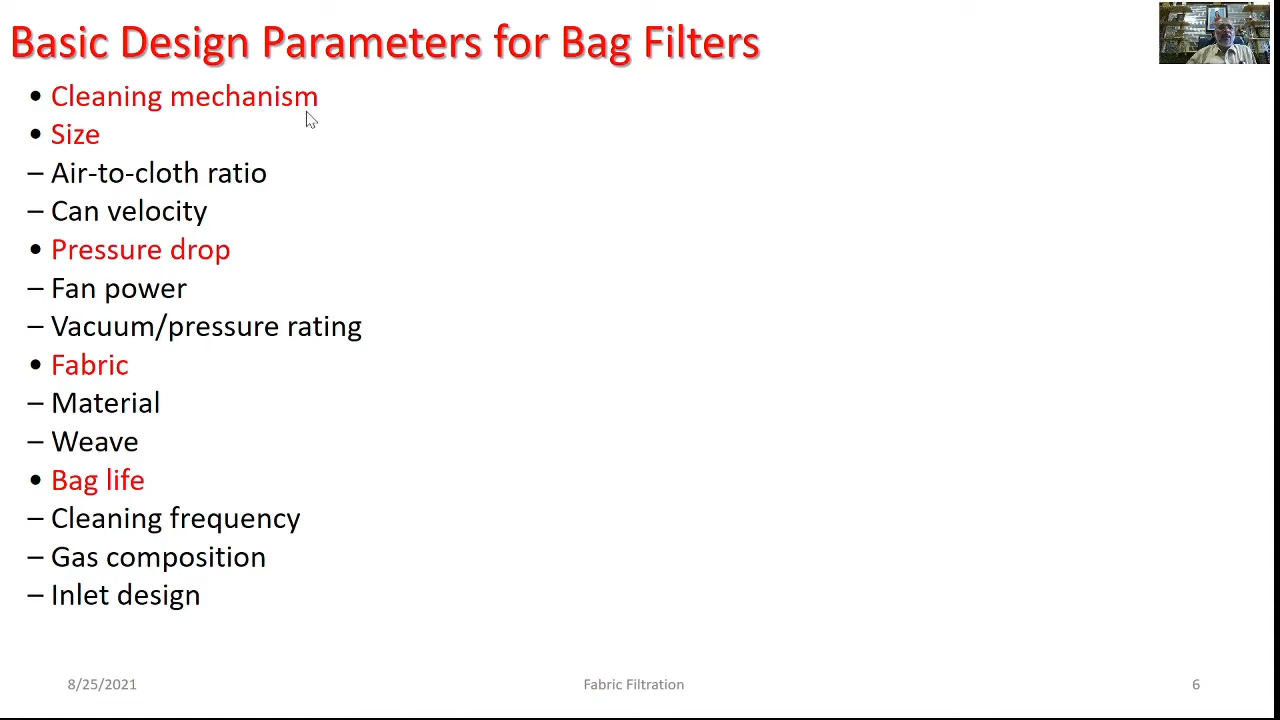 Basic Design Parameters for Bag Filters
• Cleaning mechanism
• Size
– Air-to-cloth ratio
– Can velocity
• Pressure drop
– Fan power
– Vacuum/pressure rating
• Fabric
– Material
– Weave
• Bag life
– Cleaning frequency
– Gas composition
– Inlet design
8/25/2021
Fabric Filtration
6